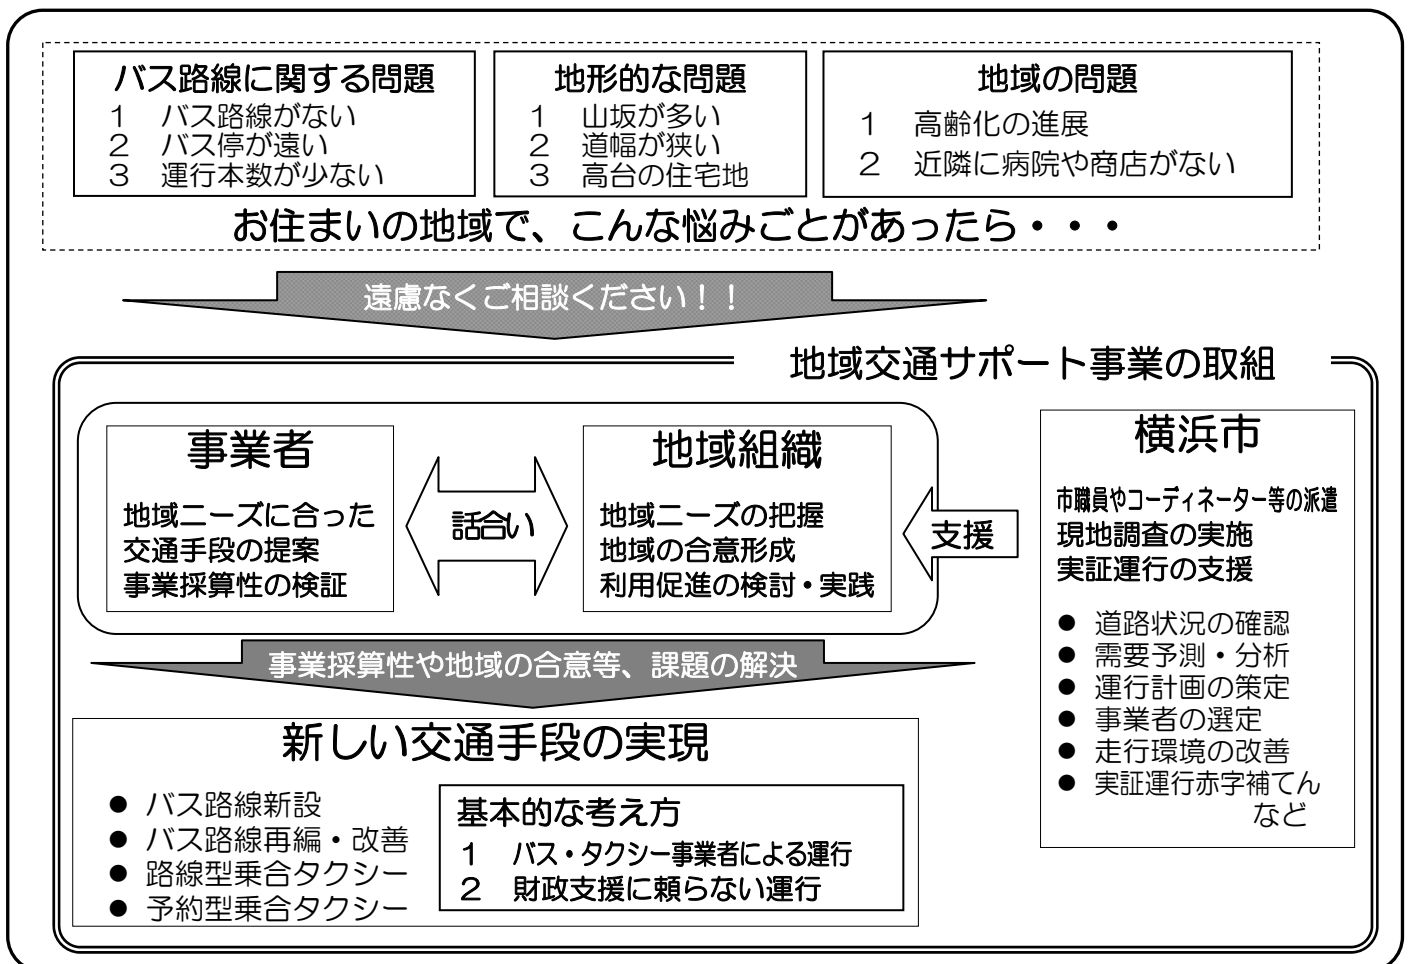 バス路線に関する問題
１　バス路線がない
２　バス停が遠い
３　運行本数が少ない
地形的な問題
１　山坂が多い
２　道幅が狭い
３　高台の住宅地
地域の問題
１　高齢化の進展
２　近隣に病院や商店がない
お住まいの地域で、こんな悩みごとがあったら・・・
遠慮なくご相談ください！！
地域交通サポート事業の取組
事業者
地域ニーズに合った
交通手段の提案
事業採算性の検証
話合い
地域組織
地域ニーズの把握
地域の合意形成
利用促進の検討・実践
支援
横浜市
市職員やコーディネーター等の派遣
現地調査の実施
実証運行の支援
● 道路状況の確認
● 需要予測・分析
● 運行計画の策定
● 事業者の選定
● 走行環境の改善
● 実証運行赤字補てん
など
事業採算性や地域の合意等、課題の解決
新しい交通手段の実現
● バス路線新設
● バス路線再編・改善
● 路線型乗合タクシー
● 予約型乗合タクシー
基本的な考え方
１　バス・タクシー事業者による運行
２　財政支援に頼らない運行